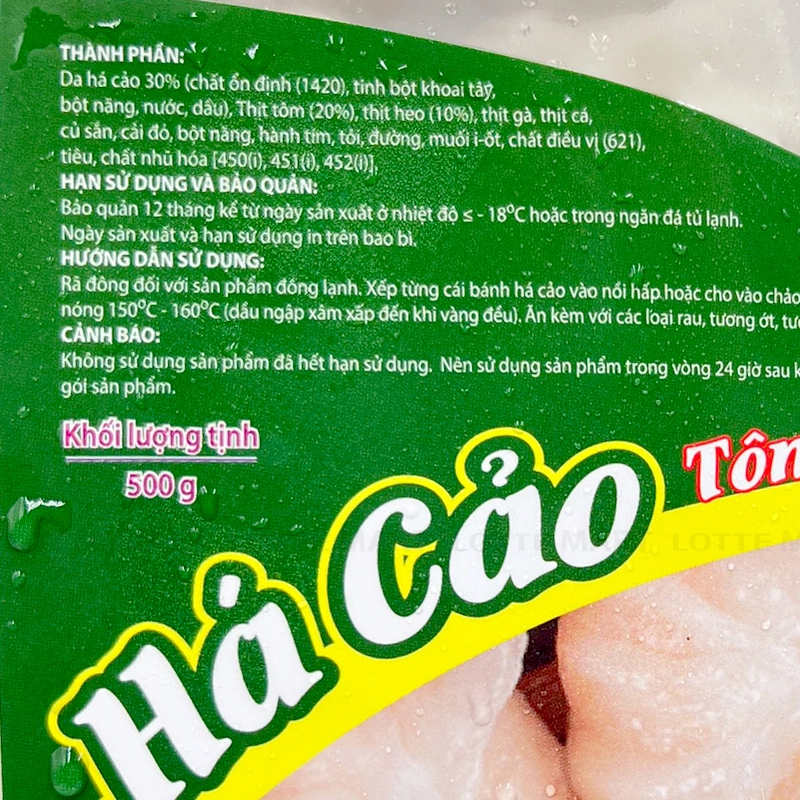 THÀNH PHẦN:
Da há cảo 30% (chất ổn định (1420), tinh bột khoai tây,
bột năng, nước, dầu), Thịt tôm (20%), thịt heo (10%), thịt gà, thịt cá,
củ sắn, cải đỏ, bột năng, hành tím, tỏi, đường, muối i-ốt, chất điều vị (621),
tiêu, chất nhũ hóa [450(i), 451(i), 452(i)],
HẠN SỬ DỤNG VÀ BẢO QUẢN:
Bảo quản 12 tháng kể từ ngày sản xuất ở nhiệt độ ≤ - 18°C hoặc trong ngăn đá tủ lạnh.
Ngày sản xuất và hạn sử dụng in trên bao bì.
HƯỚNG DẪN SỬ DỤNG:
Rã đông đối với sản phẩm đông lạnh. Xếp từng cái bánh há cảo vào nồi hấp hoặc cho vào chảo
nóng 150°C - 160°C (dầu ngập xâm xấp đến khi vàng đều). Ăn kèm với các loại rau, tương ớt,
CẢNH BÁO:
Không sử dụng sản phẩm đã hết hạn sử dụng. Nên sử dụng sản phẩm trong vòng 24 giờ sau
gói sản phẩm.
Khối lượng tịnh
500 g
Há Cảo Tôm
LOTTE MART LOTTE M